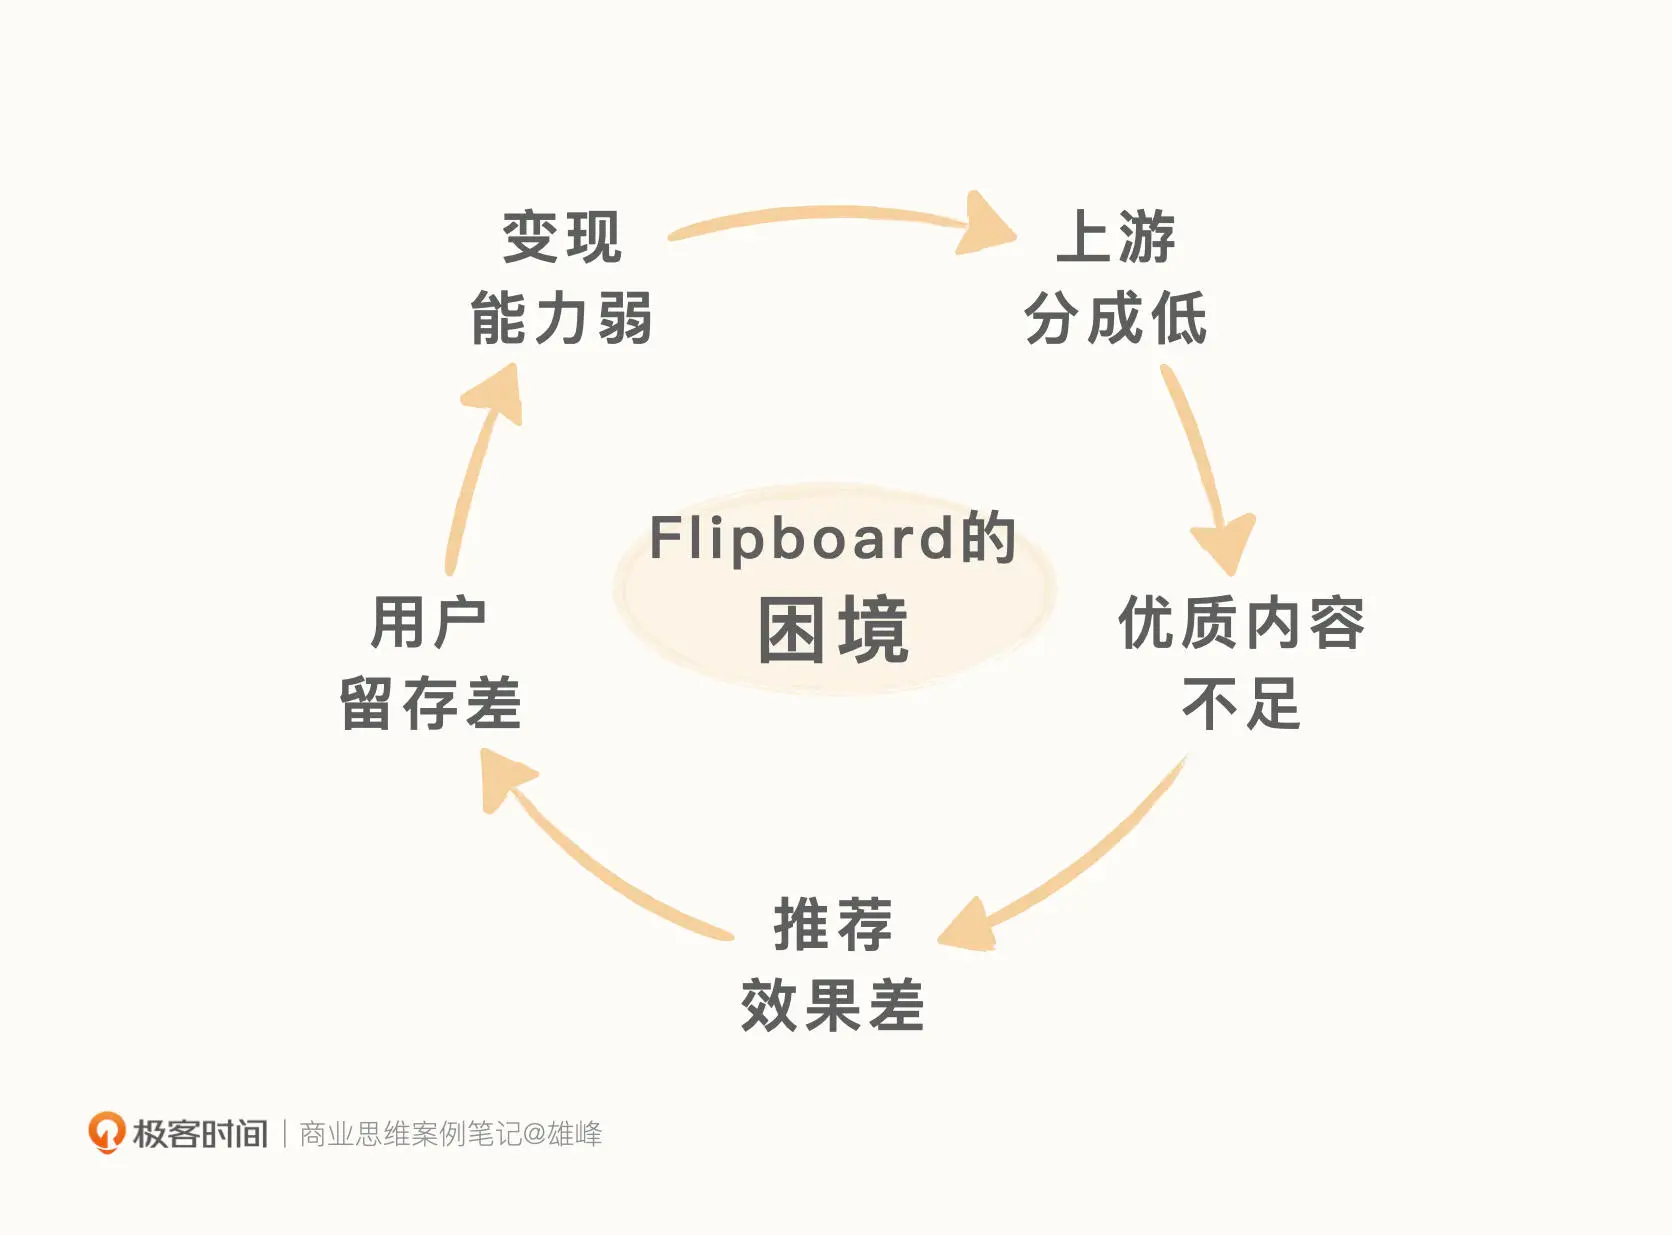 变现
能力弱
上游
分成低
Flipboard的
困境
用户
留存差
优质内容
不足
推荐
效果差
极客时间
商业思维案例笔记@雄峰